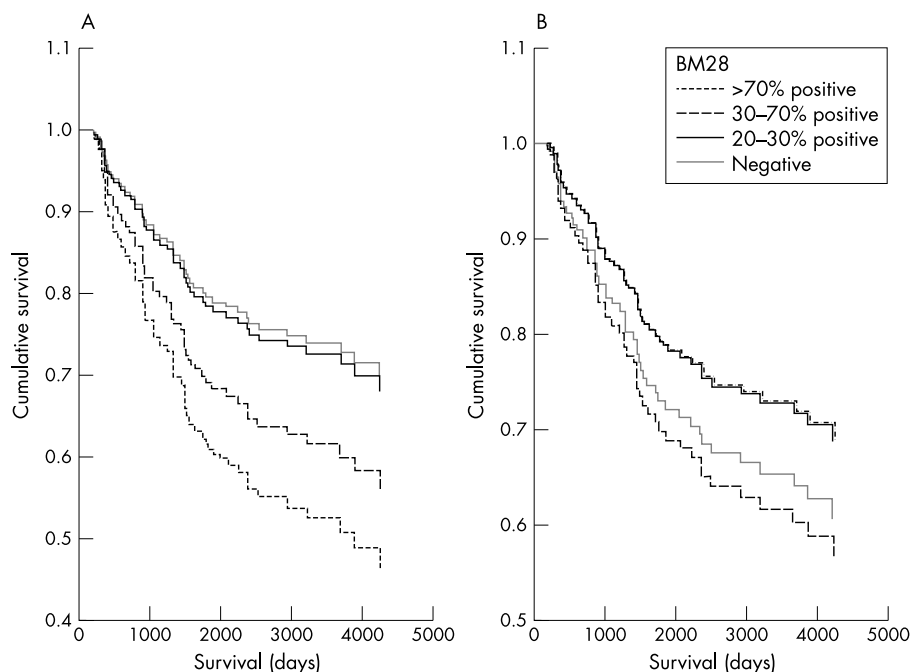 A
1.1
1.0
0.9
0.8
0.7
0.6
0.5
0.4
0
1000
2000
3000
4000
5000
Cumulative survival
Survival (days)
B
1.1
1.0
0.9
0.8
0.7
0.6
0.5
0
1000
2000
3000
4000
5000
Cumulative survival
Survival (days)
BM28
>70% positive
30–70% positive
20–30% positive
Negative